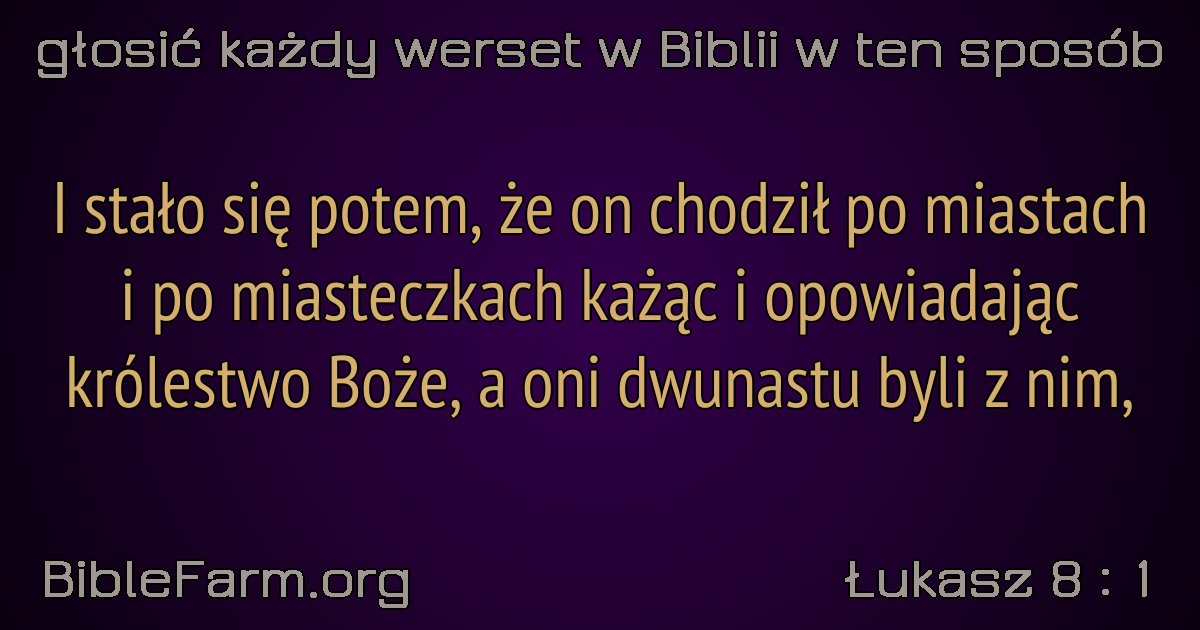 głosić każdy werset w Biblii w ten sposób
I stało się potem, że on chodził po miastach
i po miasteczkach każąc i opowiadając
królestwo Boże, a oni dwunastu byli z nim,
BibleFarm.org
Łukasz 8 : 1